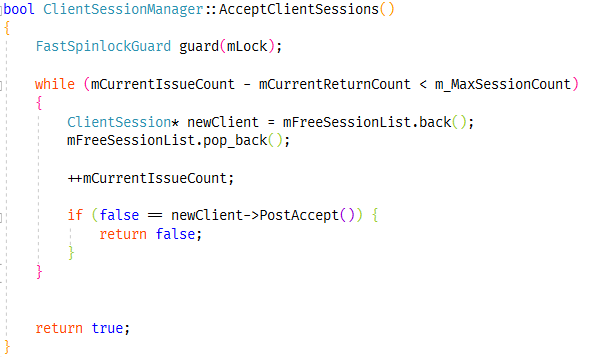 bool ClientSessionManager::AcceptClientSessions()
{
    FastSpinlockGuard guard(mLock);
    while (mCurrentIssueCount - mCurrentReturnCount < m_MaxSessionCount)
    {
        ClientSession* newClient = mFreeSessionList.back();
        mFreeSessionList.pop_back();
        ++mCurrentIssueCount;
        if (false == newClient->PostAccept()) {
            return false;
        }
    }
    return true;
}